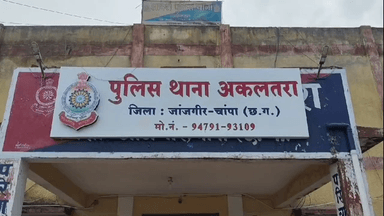 पुलिस थाना अकलतरा
जिला : जांजगीर-चांपा (छ.ग.)
मो.नं. - 94791-93109